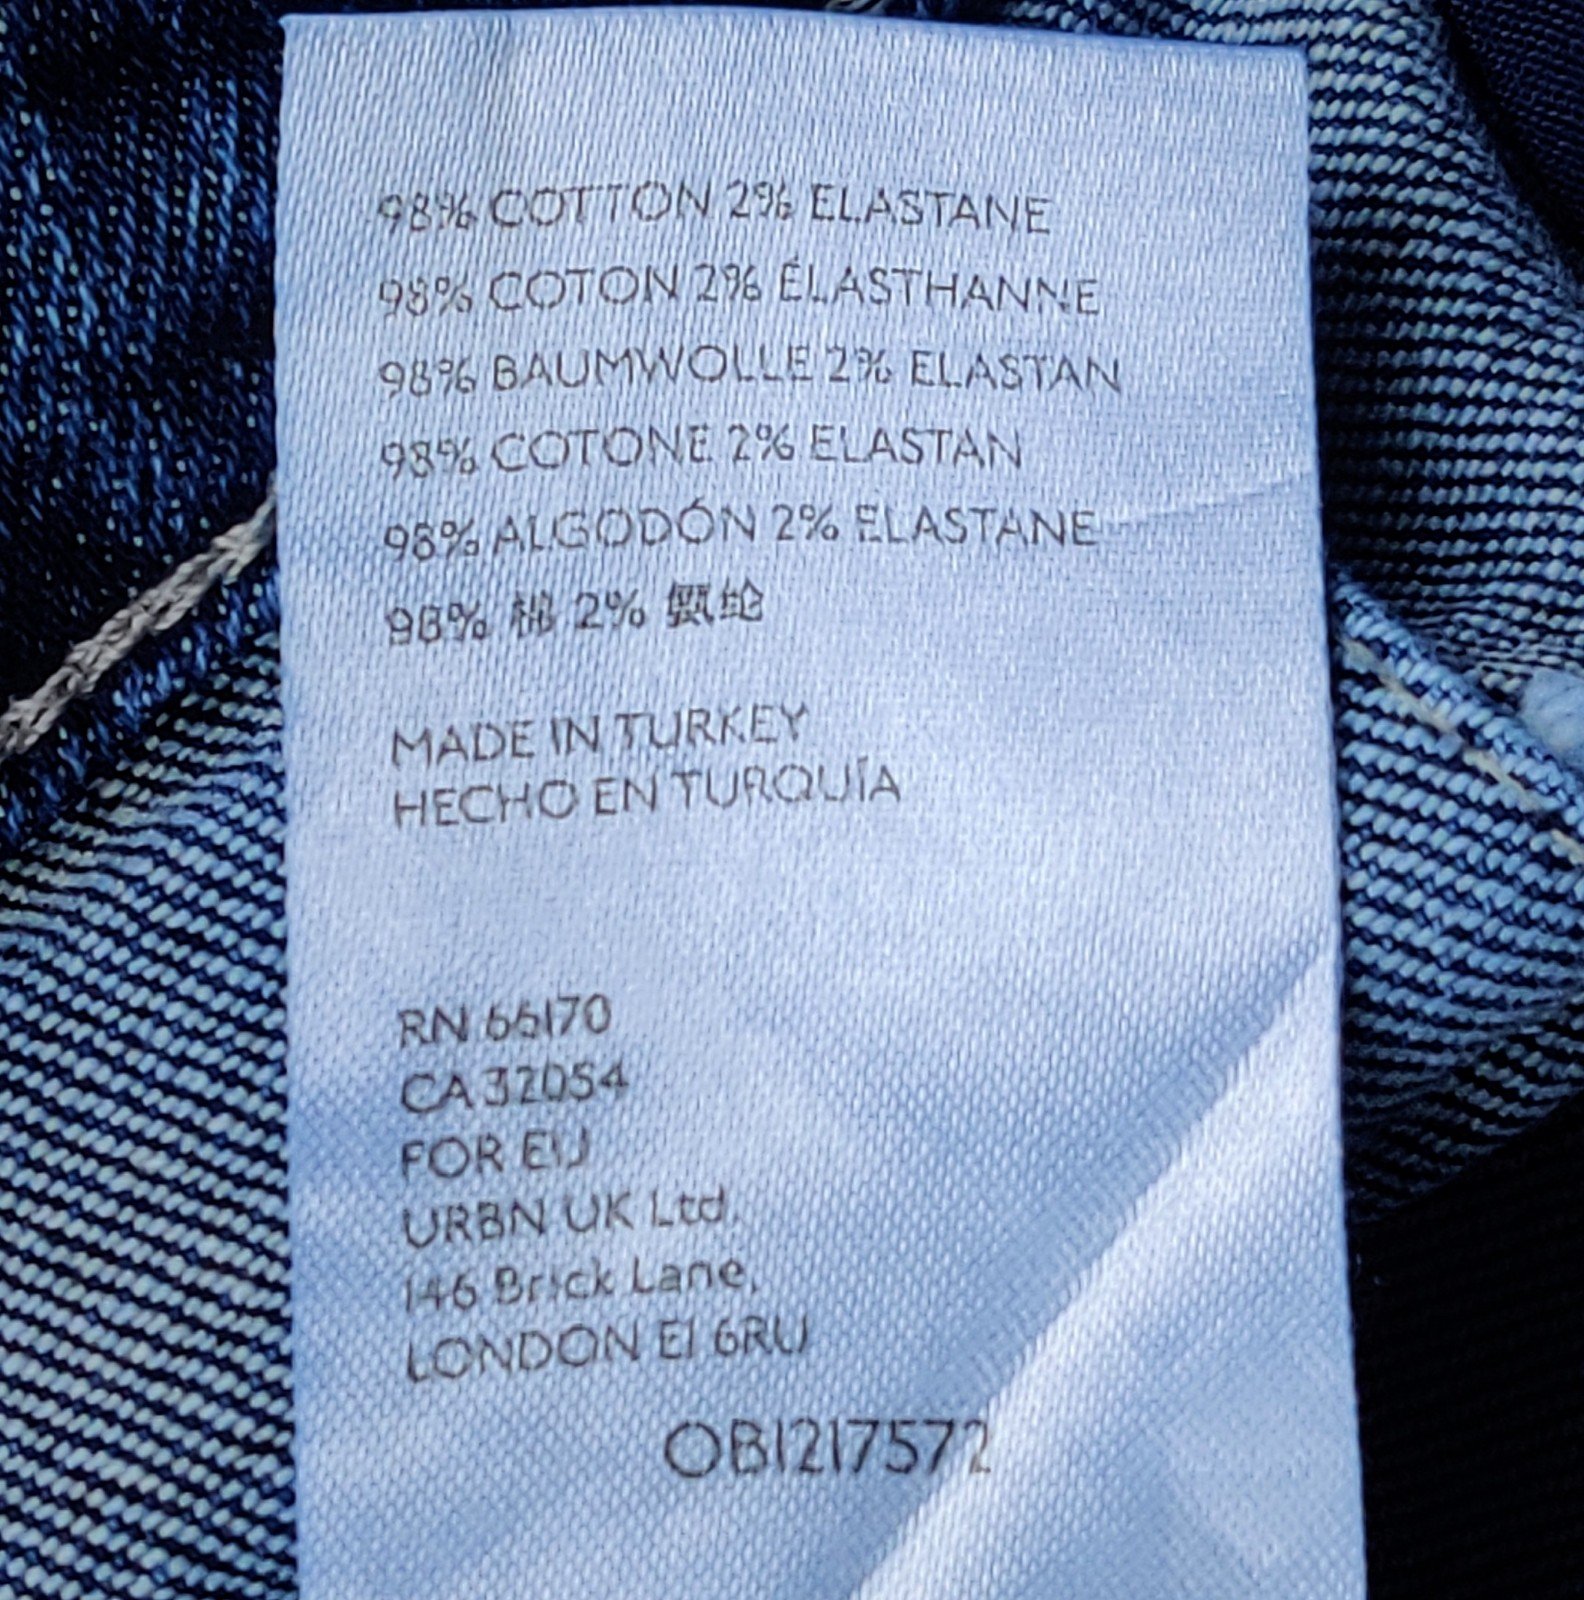 98% COTTON 2% ELASTANE
98% COTON 2% ÉLASTHANNE
98% BAUMWOLLE 2% ELASTAN
98% COTONE 2% ELASTAN
98% ALGODÓN 2% ELASTANE
98% 棉 2% 氨纶
MADE IN TURKEY
HECHO EN TURQUÍA
RN 66170
CA 32054
FOR EU
URBN UK Ltd.
146 Brick Lane,
LONDON E1 6RU
OB1217572